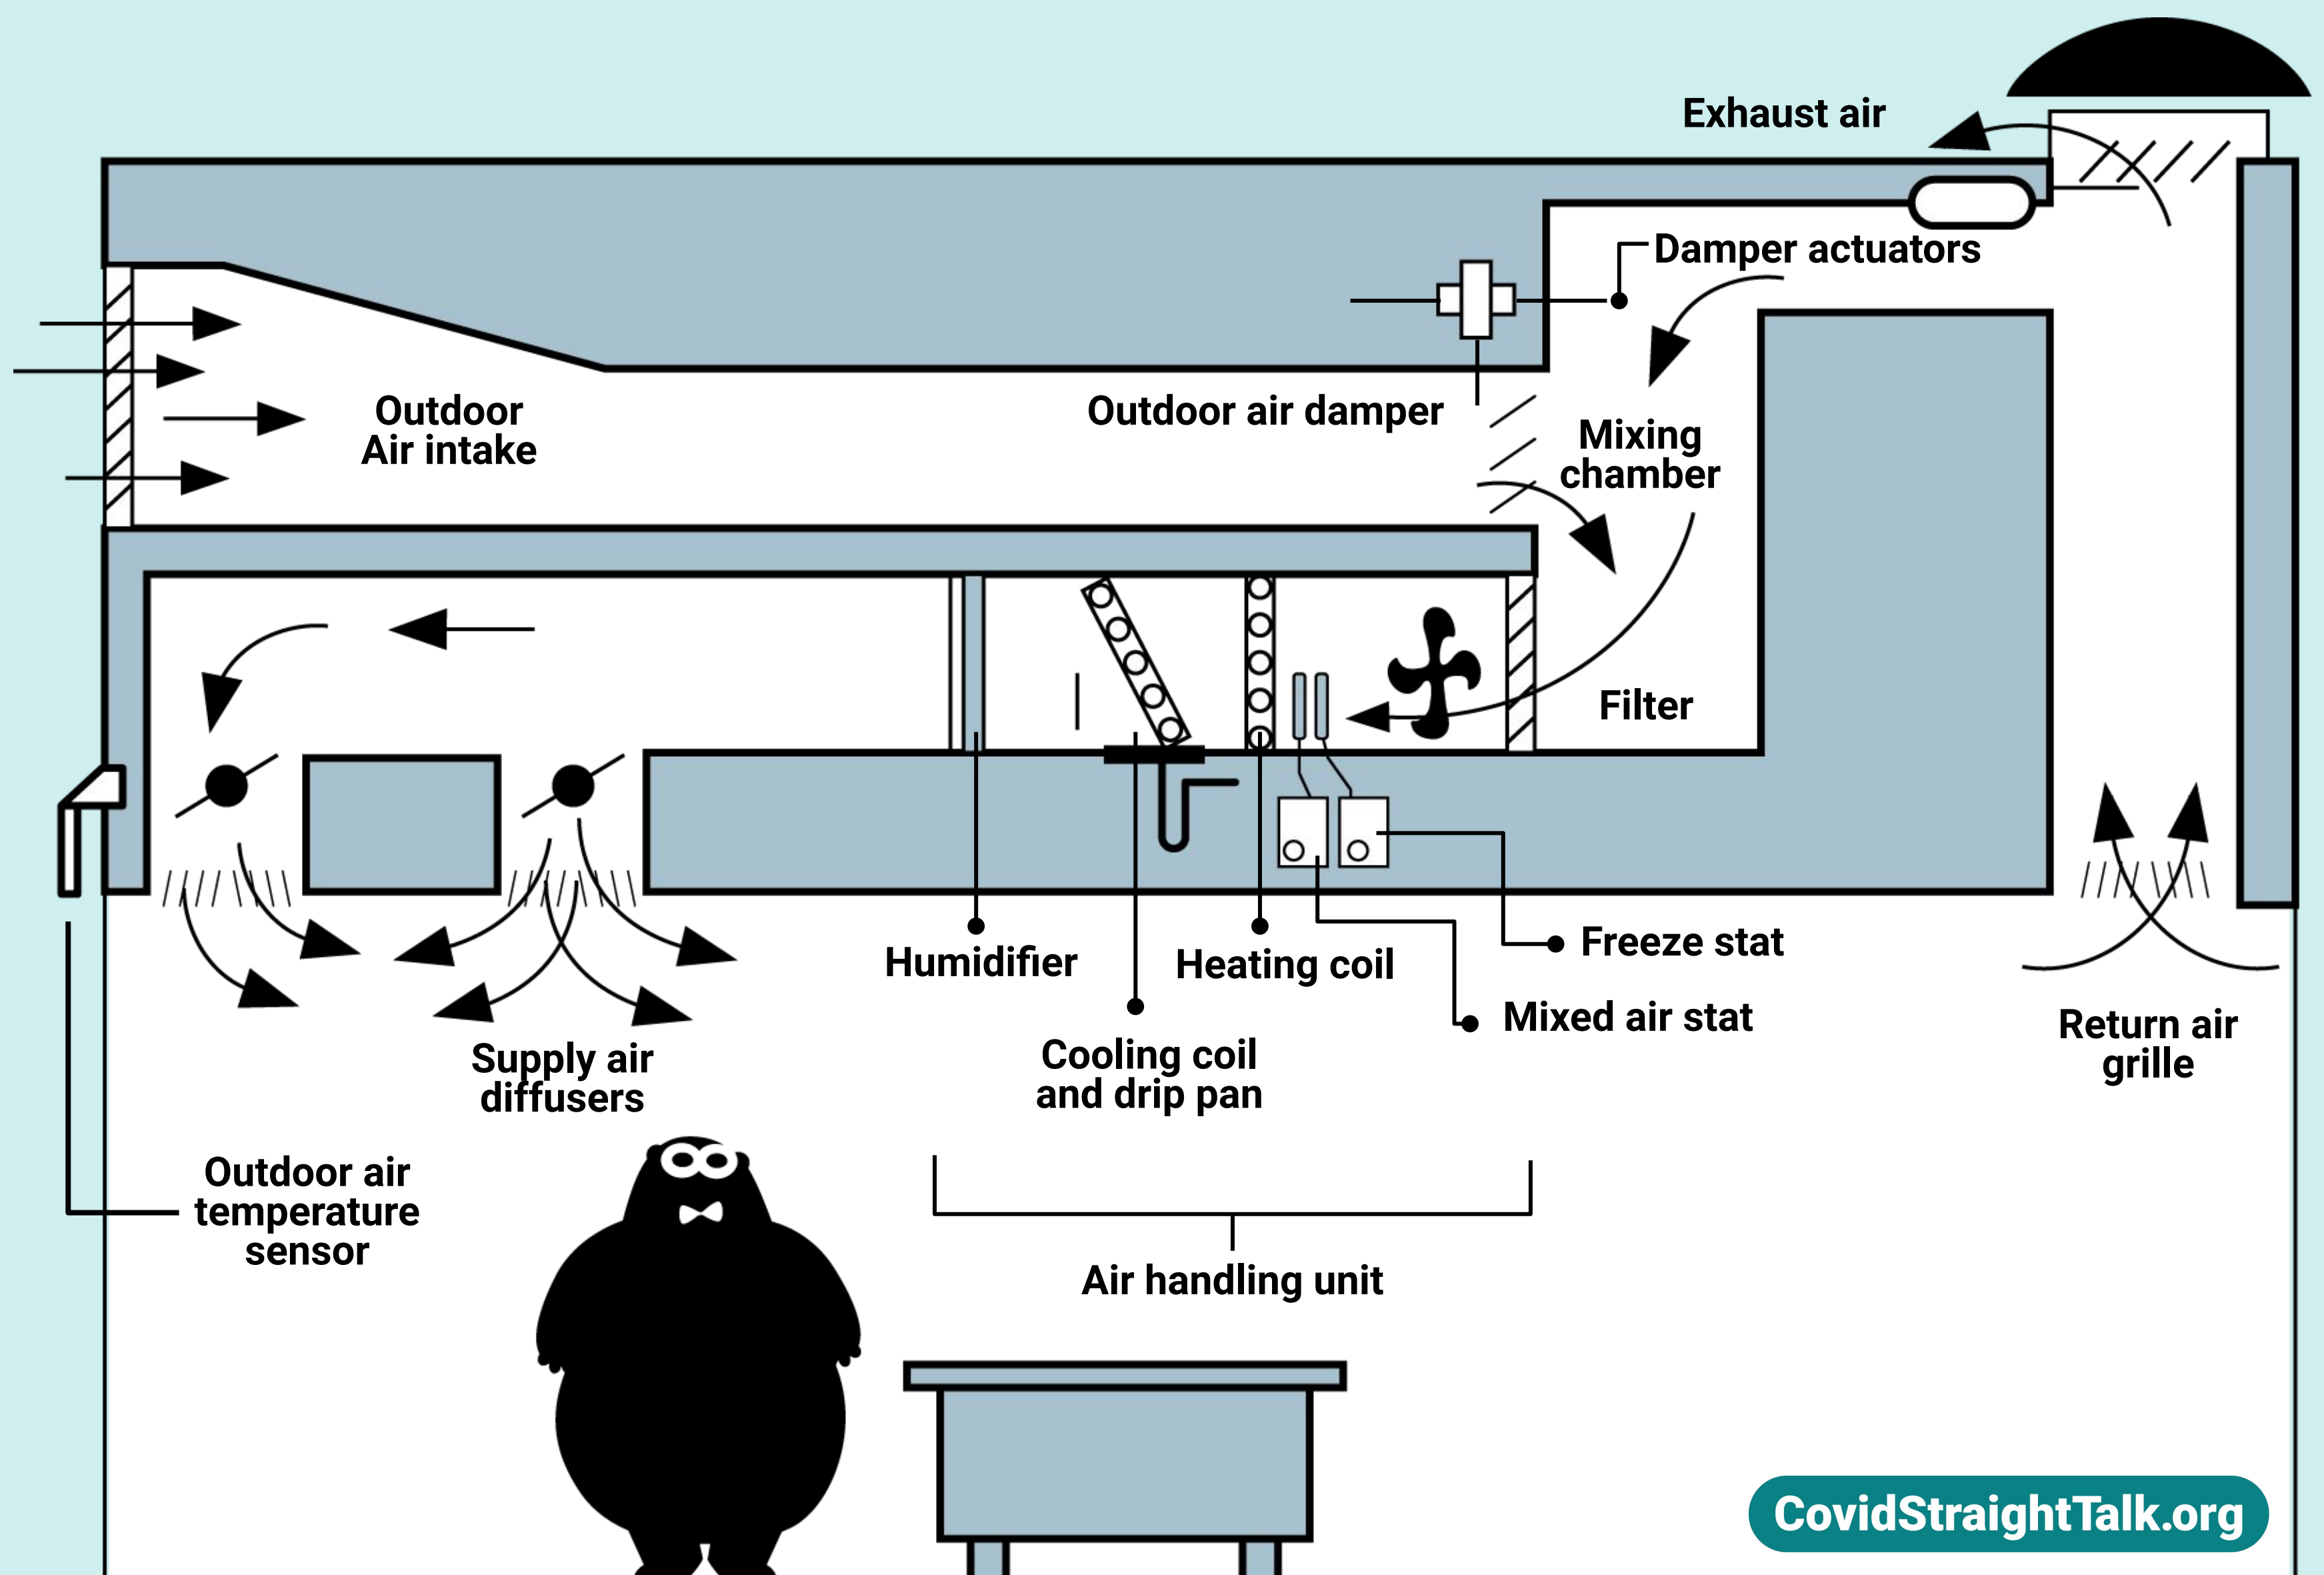 Exhaust air
Damper actuators
Outdoor
Air intake
Outdoor air damper
Mixing
chamber
Filter
Humidifier
Heating coil
Freeze stat
Mixed air stat
Cooling coil
and drip pan
Return air
grille
Supply air
diffusers
Outdoor air
temperature
sensor
Air handling unit
CovidStraightTalk.org